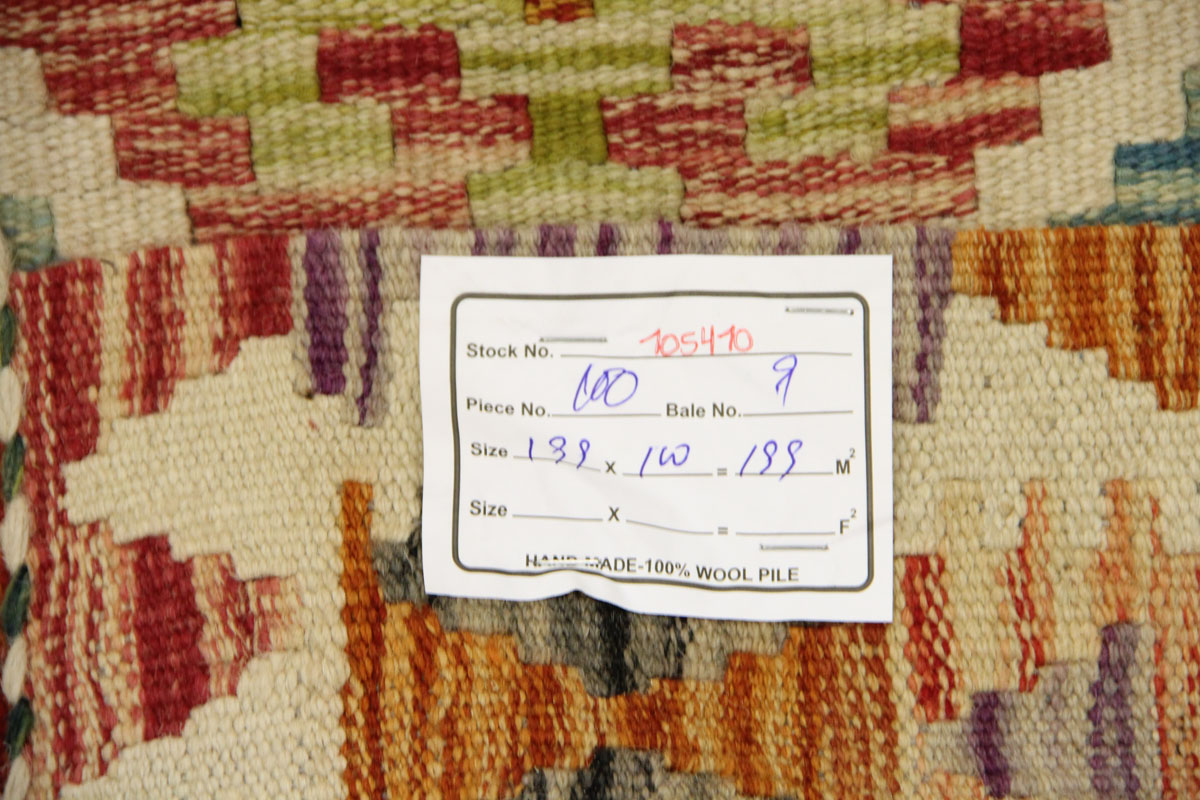 Stock No. 105410
Piece No. 100 Bale No. 9
Size 139 X 100 = 199 M²
Size X = F²
HAND MADE-100% WOOL PILE